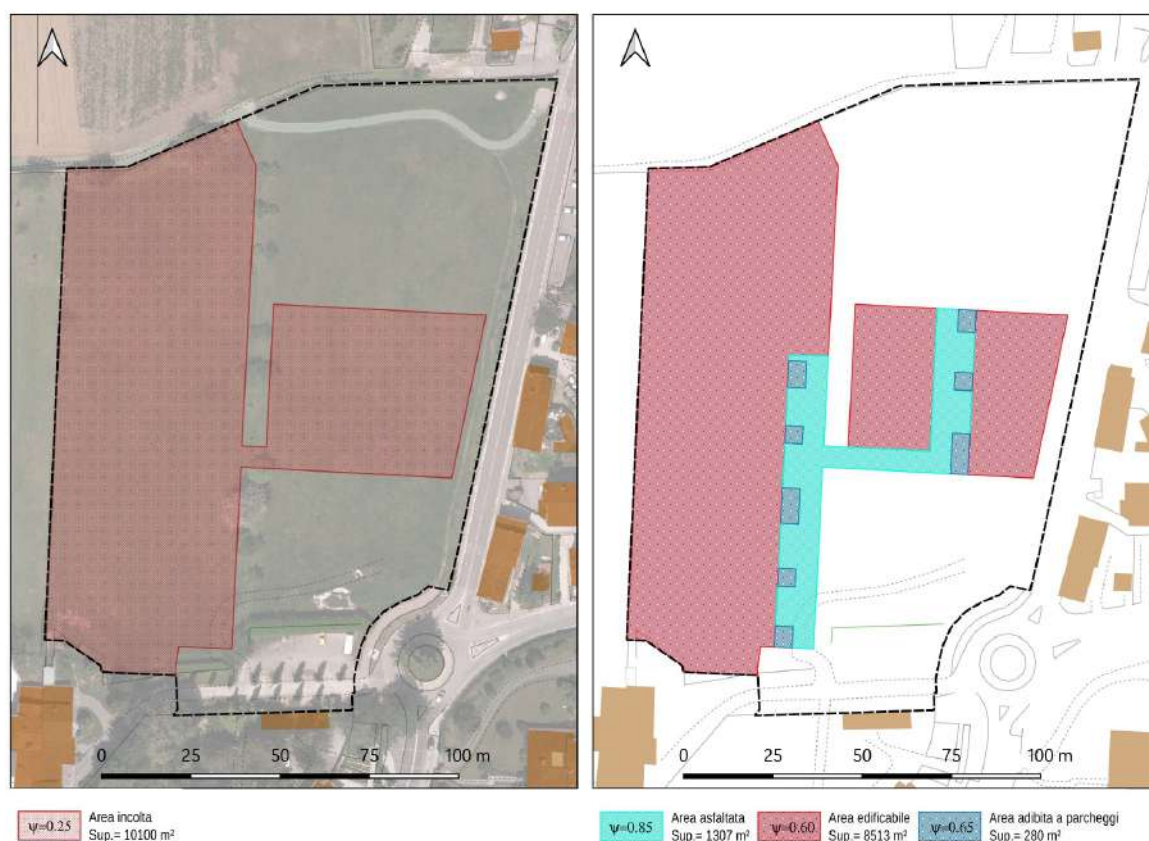 0 25 50 75 100 m
0 25 50 75 100 m
ψ=0.25
Area incolta
Sup.= 10100 m²
ψ=0.85
Area asfaltata
Sup.= 1307 m²
ψ=0.60
Area edificabile
Sup.= 8513 m²
ψ=0.65
Area adibita a parcheggi
Sup.= 280 m²